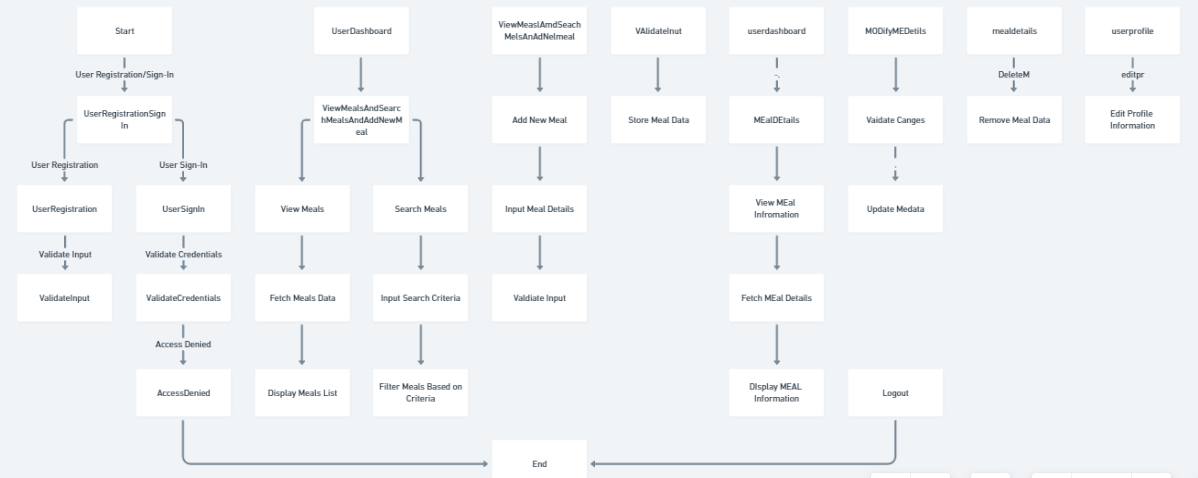 Start
UserDashboard
ViewMeaslAmdSeach
MelsAnAdNelmeal
VAlidateInut
userdashboard
MODifyMEDetils
mealdetails
userprofile
User Registration/Sign-In
-.
DeleteM
editpr
UserRegistrationSign
In
ViewMealsAndSearc
hMealsAndAddNewM
eal
Add New Meal
Store Meal Data
MEalDEtails
Vaidate Canges
Remove Meal Data
Edit Profile
Information
User Registration
User Sign-In
.
UserRegistration
UserSignIn
View Meals
Search Meals
Input Meal Details
View MEal
Infromation
Update Medata
Validate Input
Validate Credentials
ValidateInput
ValidateCredentials
Fetch Meals Data
Input Search Criteria
Valdiate Input
Fetch MEal Details
Access Denied
AccessDenied
Display Meals List
Filter Meals Based on
Criteria
DIsplay MEAL
Information
Logout
End